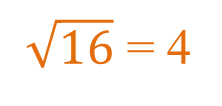 √16 = 4